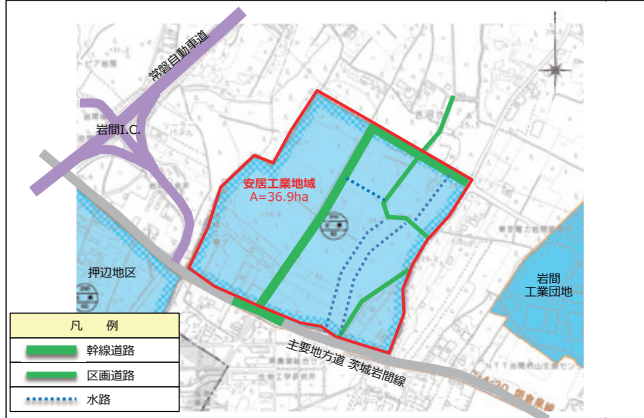 常磐自動車道
岩間I.C.
安居工業地域
A=36.9ha
押辺地区
岩間
工業団地
主要地方道 茨城岩間線
凡 例
幹線道路
区画道路
水路